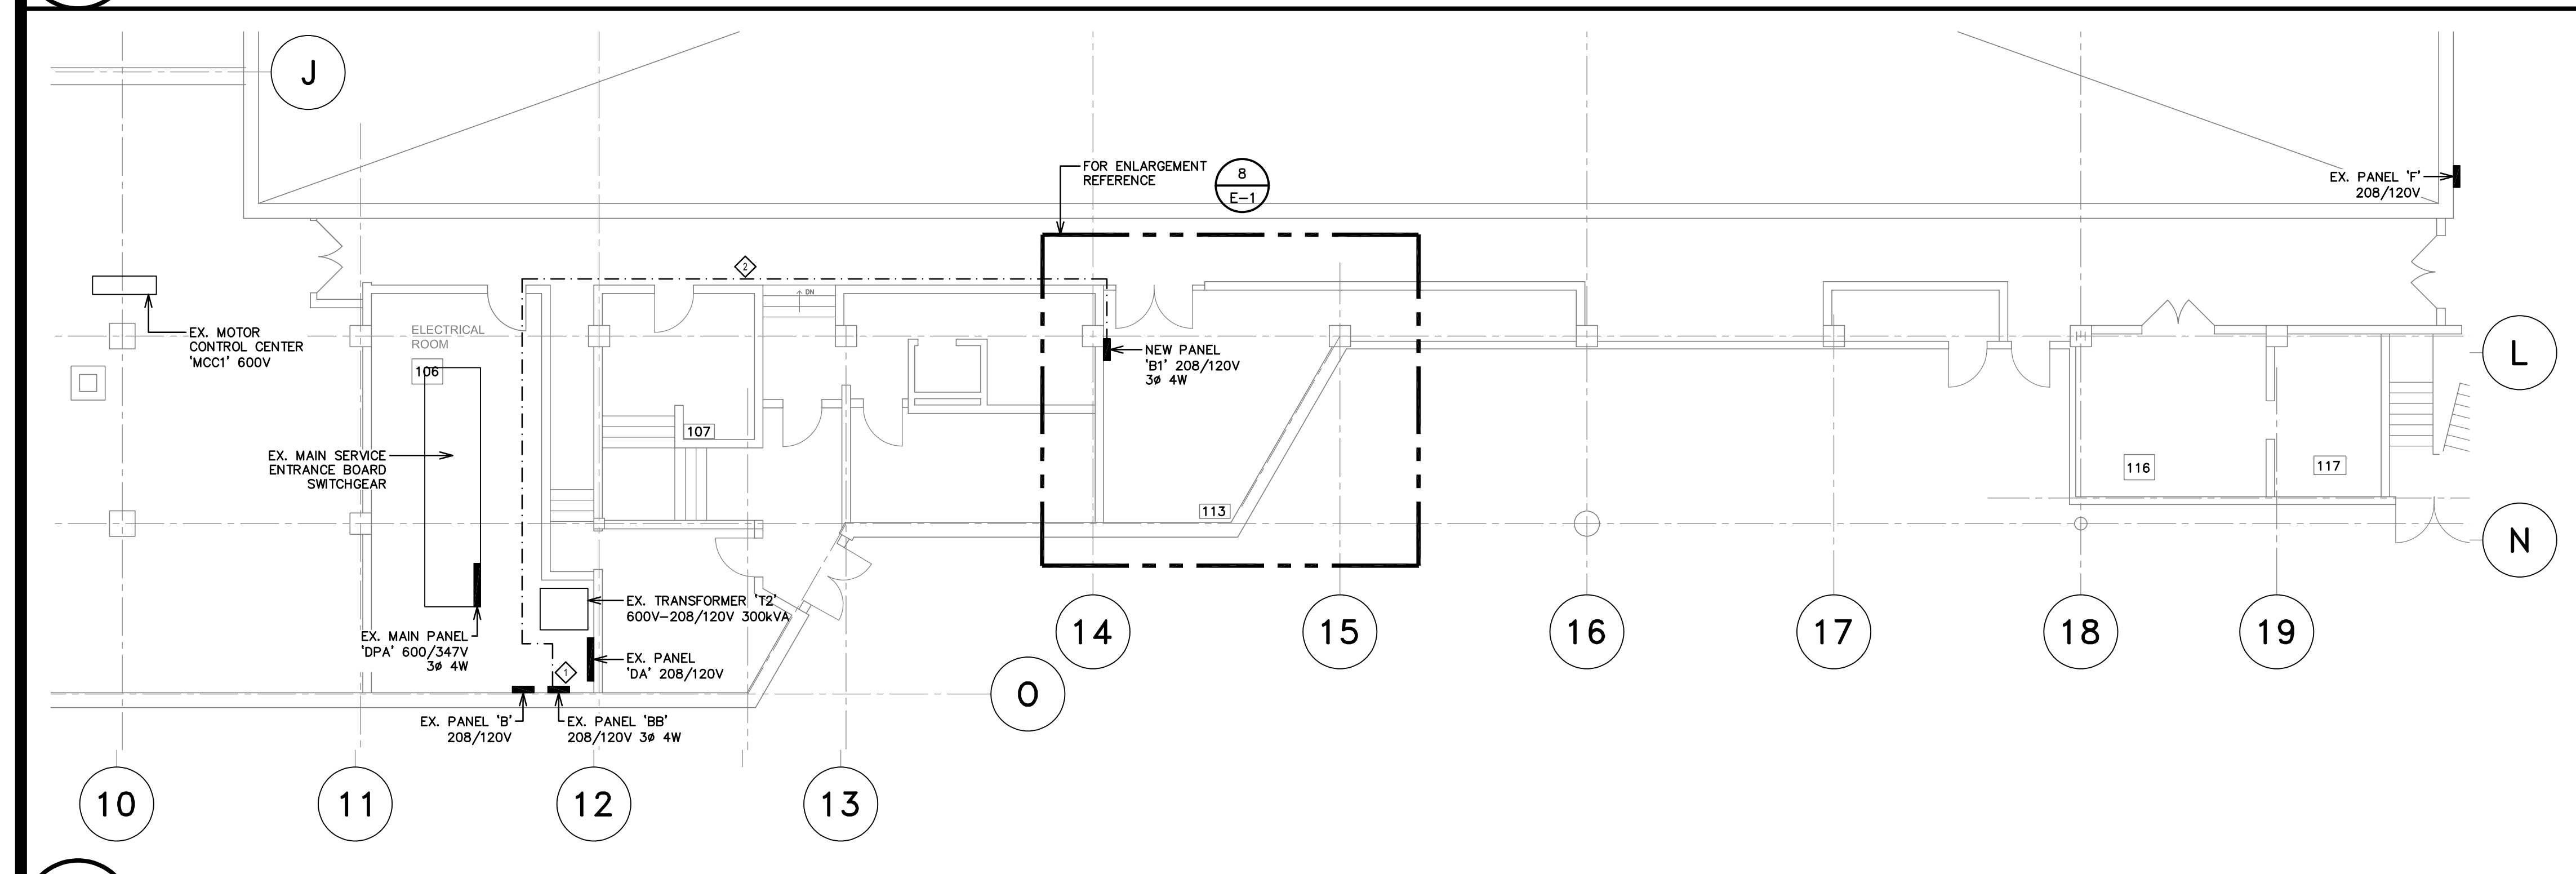 J
FOR ENLARGEMENT
REFERENCE
8
E-1
EX. PANEL 'F'
208/120V
2
DN
EX. MOTOR
CONTROL CENTER
'MCC1' 600V
ELECTRICAL
ROOM
106
NEW PANEL
'B1' 208/120V
3ø 4W
L
107
EX. MAIN SERVICE
ENTRANCE BOARD
SWITCHGEAR
116
117
113
N
EX. TRANSFORMER 'T2'
600V-208/120V 300kVA
EX. MAIN PANEL
'DPA' 600/347V
3ø 4W
EX. PANEL
'DA' 208/120V
1
14
15
16
17
18
19
O
EX. PANEL 'B'
208/120V
EX. PANEL 'BB'
208/120V 3ø 4W
10
11
12
13